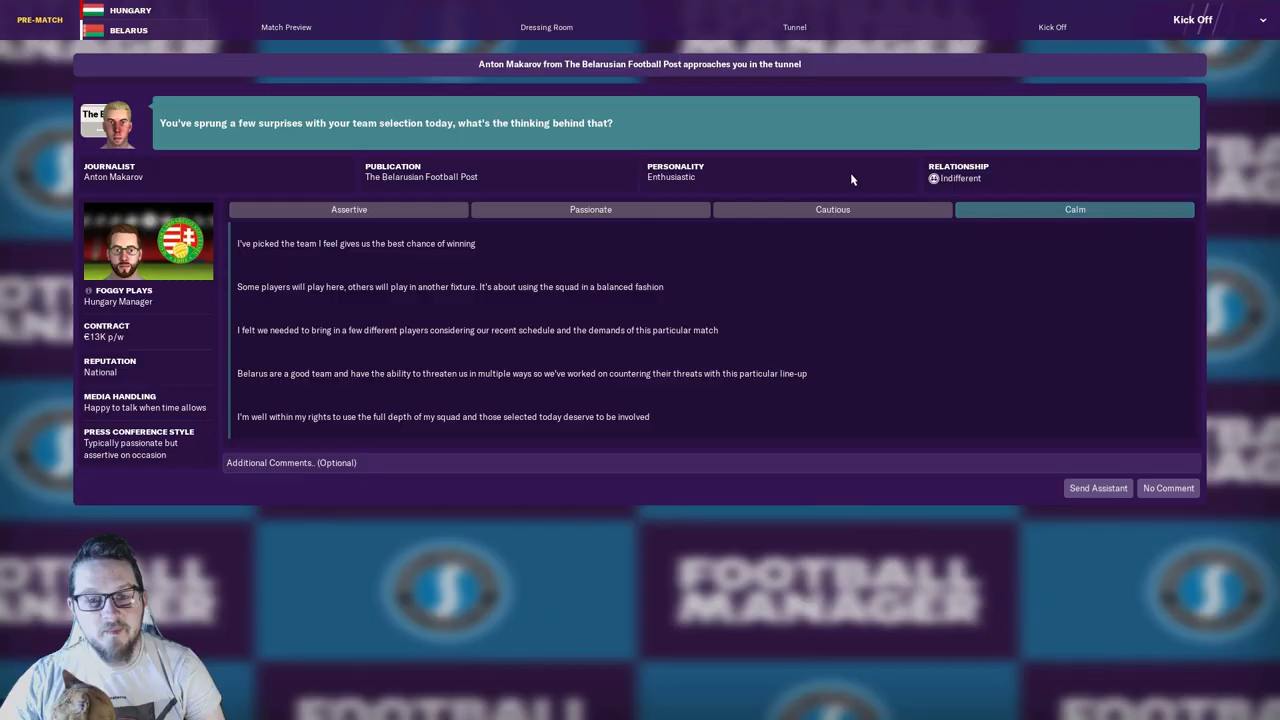 PRE-MATCH
HUNGARY
BELARUS
Match Preview
Dressing Room
Tunnel
Kick Off
Kick Off
Anton Makarov from The Belarusian Football Post approaches you in the tunnel
You've sprung a few surprises with your team selection today, what's the thinking behind that?
JOURNALIST
Anton Makarov
PUBLICATION
The Belarusian Football Post
PERSONALITY
Enthusiastic
RELATIONSHIP
Indifferent
Assertive
Passionate
Cautious
Calm
I've picked the team I feel gives us the best chance of winning
Some players will play here, others will play in another fixture. It's about using the squad in a balanced fashion
I felt we needed to bring in a few different players considering our recent schedule and the demands of this particular match
Belarus are a good team and have the ability to threaten us in multiple ways so we've worked on countering their threats with this particular line-up
I'm well within my rights to use the full depth of my squad and those selected today deserve to be involved
FOGGY PLAYS
Hungary Manager
CONTRACT
€13K p/w
REPUTATION
National
MEDIA HANDLING
Happy to talk when time allows
PRESS CONFERENCE STYLE
Typically passionate but
assertive on occasion
Additional Comments.. (Optional)
Send Assistant
No Comment
FOOTBALL
MANAGER